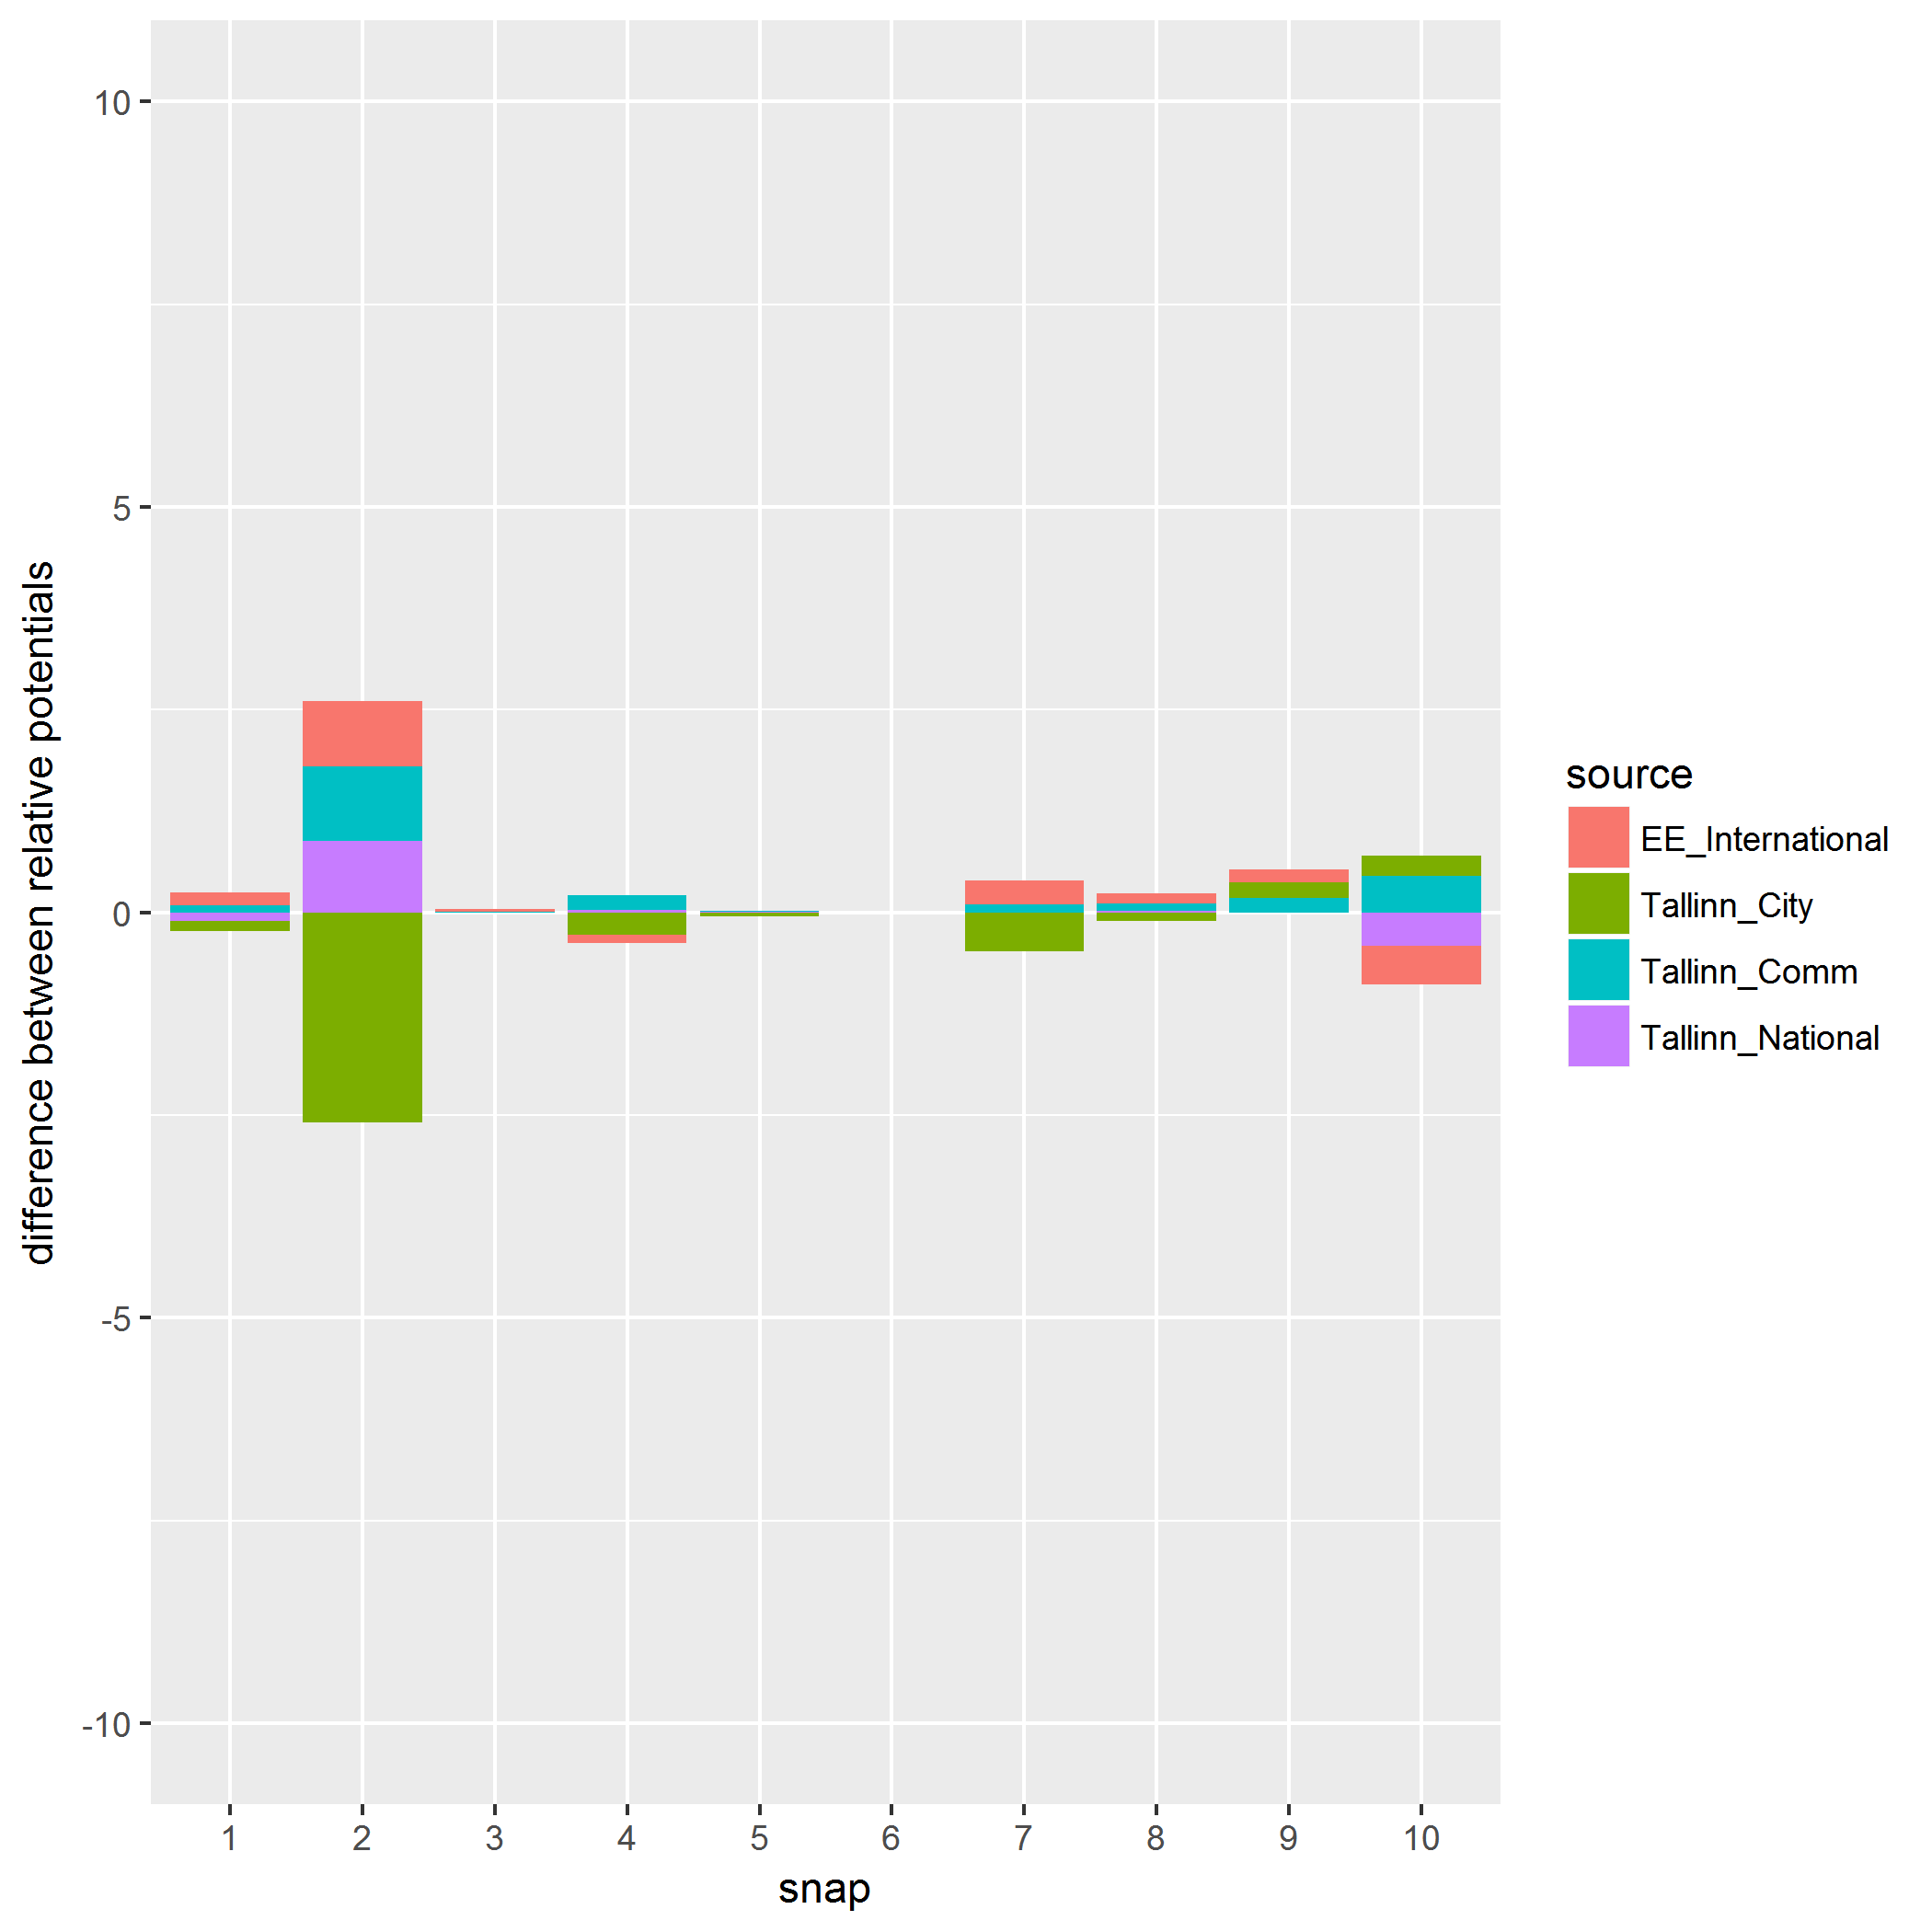 difference between relative potentials
10
5
0
-5
-10
1 2 3 4 5 6 7 8 9 10
snap
source
EE_International
Tallinn_City
Tallinn_Comm
Tallinn_National